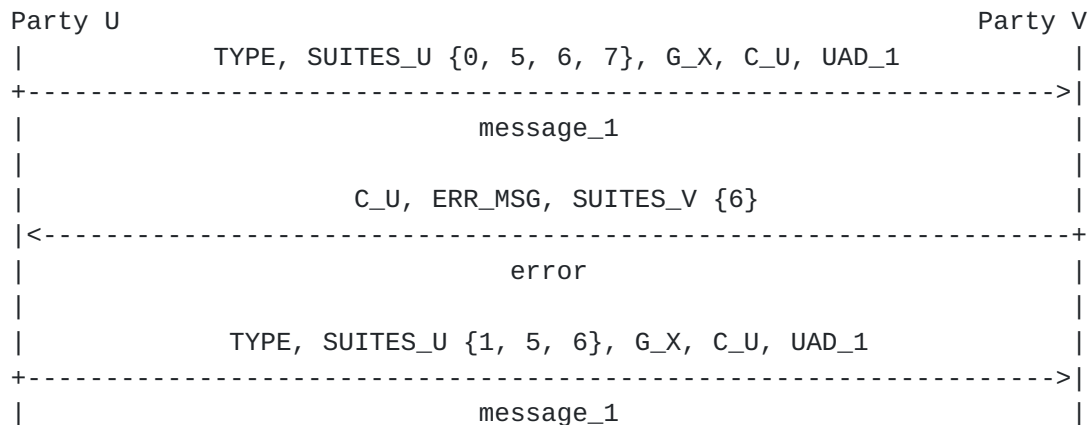 Party U                                                       Party V
|            TYPE, SUITES_U {0, 5, 6, 7}, G_X, C_U, UAD_1           |
+------------------------------------------------------------------>|
|                             message_1                             |
|                                                                   |
|                     C_U, ERR_MSG, SUITES_V {6}                    |
|<------------------------------------------------------------------+
|                               error                               |
|                                                                   |
|             TYPE, SUITES_U {1, 5, 6}, G_X, C_U, UAD_1             |
+------------------------------------------------------------------>|
|                             message_1                             |